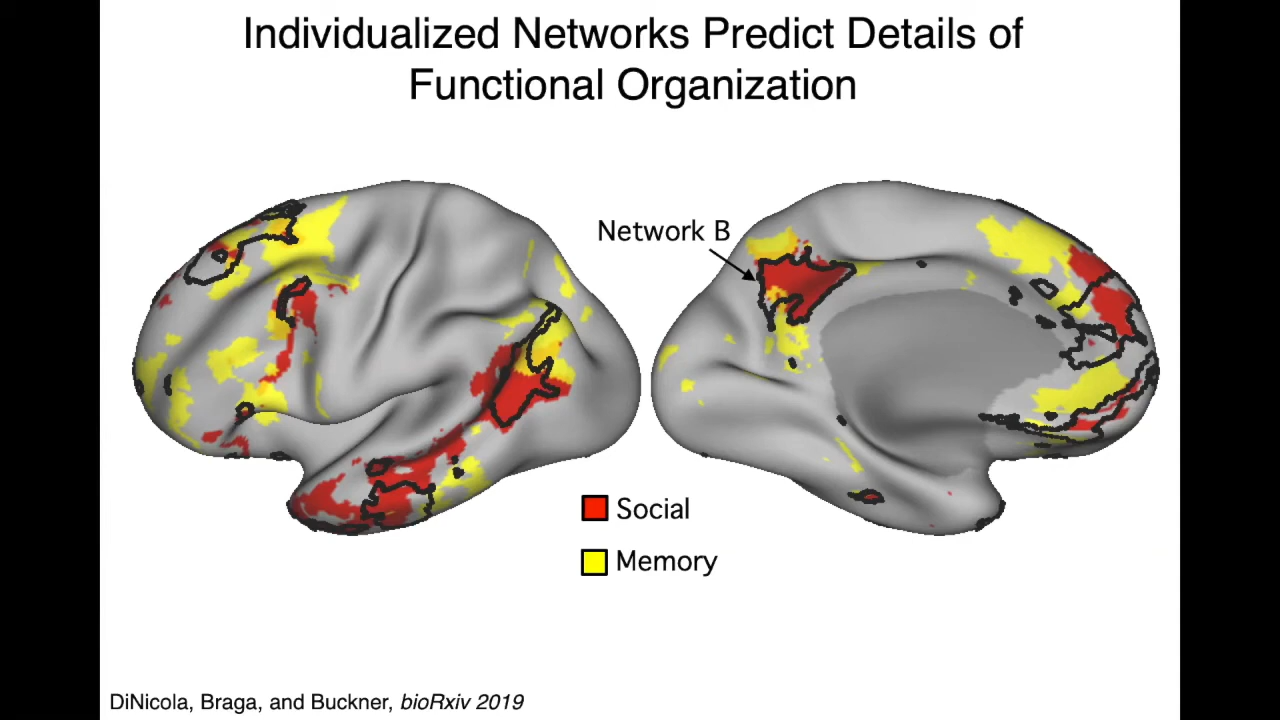 Individualized Networks Predict Details of
Functional Organization
Network B
Social
Memory
DiNicola, Braga, and Buckner, bioRxiv 2019